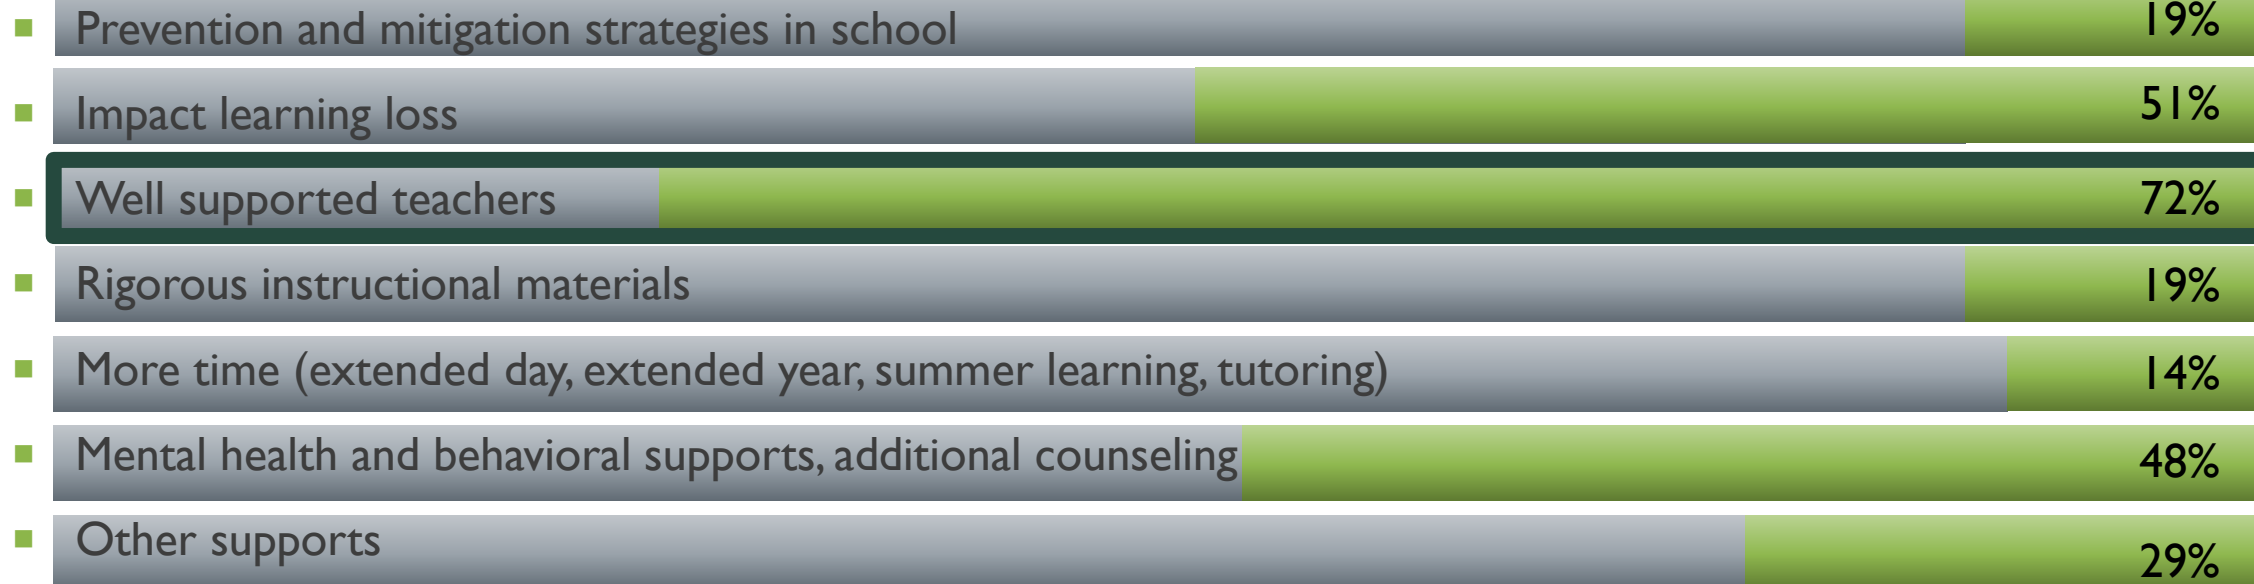 Prevention and mitigation strategies in school 19%
Impact learning loss 51%
Well supported teachers 72%
Rigorous instructional materials 19%
More time (extended day, extended year, summer learning, tutoring) 14%
Mental health and behavioral supports, additional counseling 48%
Other supports 29%